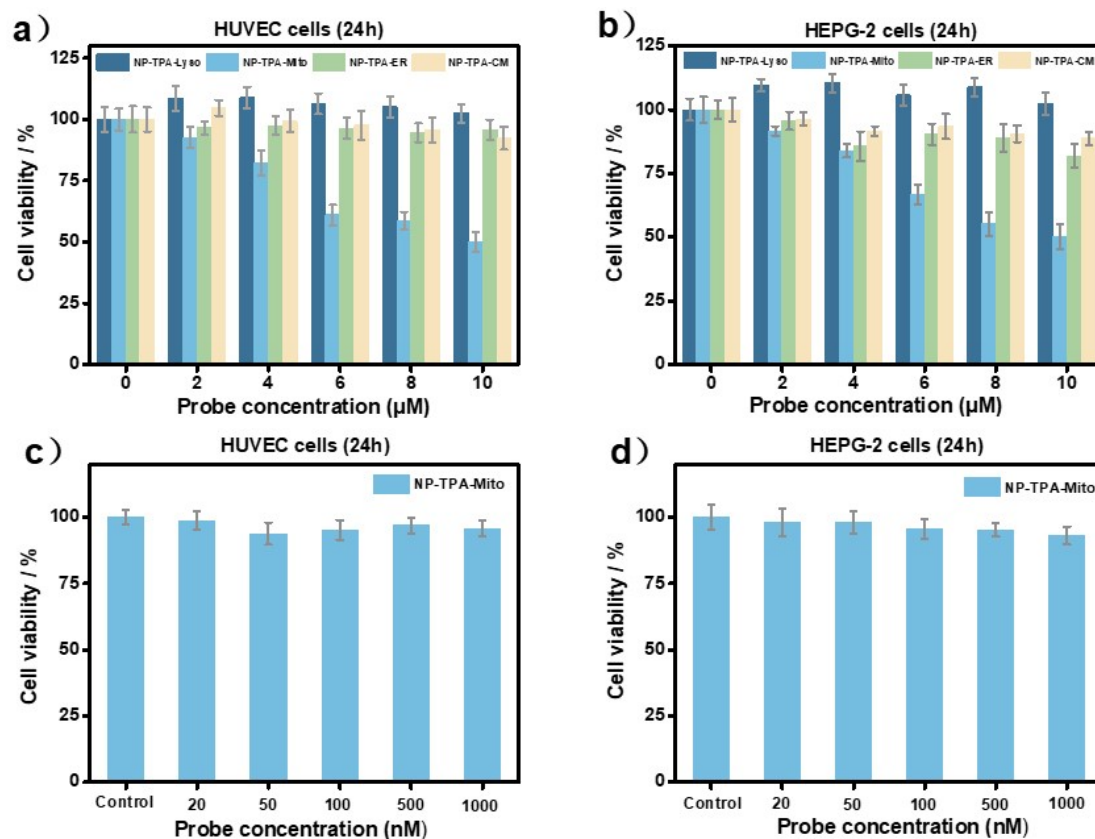 a）
HUVEC cells (24h)
NP-TPA-Lyso NP-TPA-Mito NP-TPA-ER NP-TPA-CM
125
100
75
50
25
0
Cell viability / %
0 2 4 6 8 10
Probe concentration (μM)
b）
HEPG-2 cells (24h)
NP-TPA-Lyso NP-TPA-Mito NP-TPA-ER NP-TPA-CM
125
100
75
50
25
0
Cell viability / %
0 2 4 6 8 10
Probe concentration (μM)
c）
HUVEC cells (24h)
NP-TPA-Mito
100
75
50
25
0
Cell viability / %
Control 20 50 100 500 1000
Probe concentration (nM)
d）
HEPG-2 cells (24h)
NP-TPA-Mito
100
75
50
25
0
Cell viability / %
Control 20 50 100 500 1000
Probe concentration (nM)